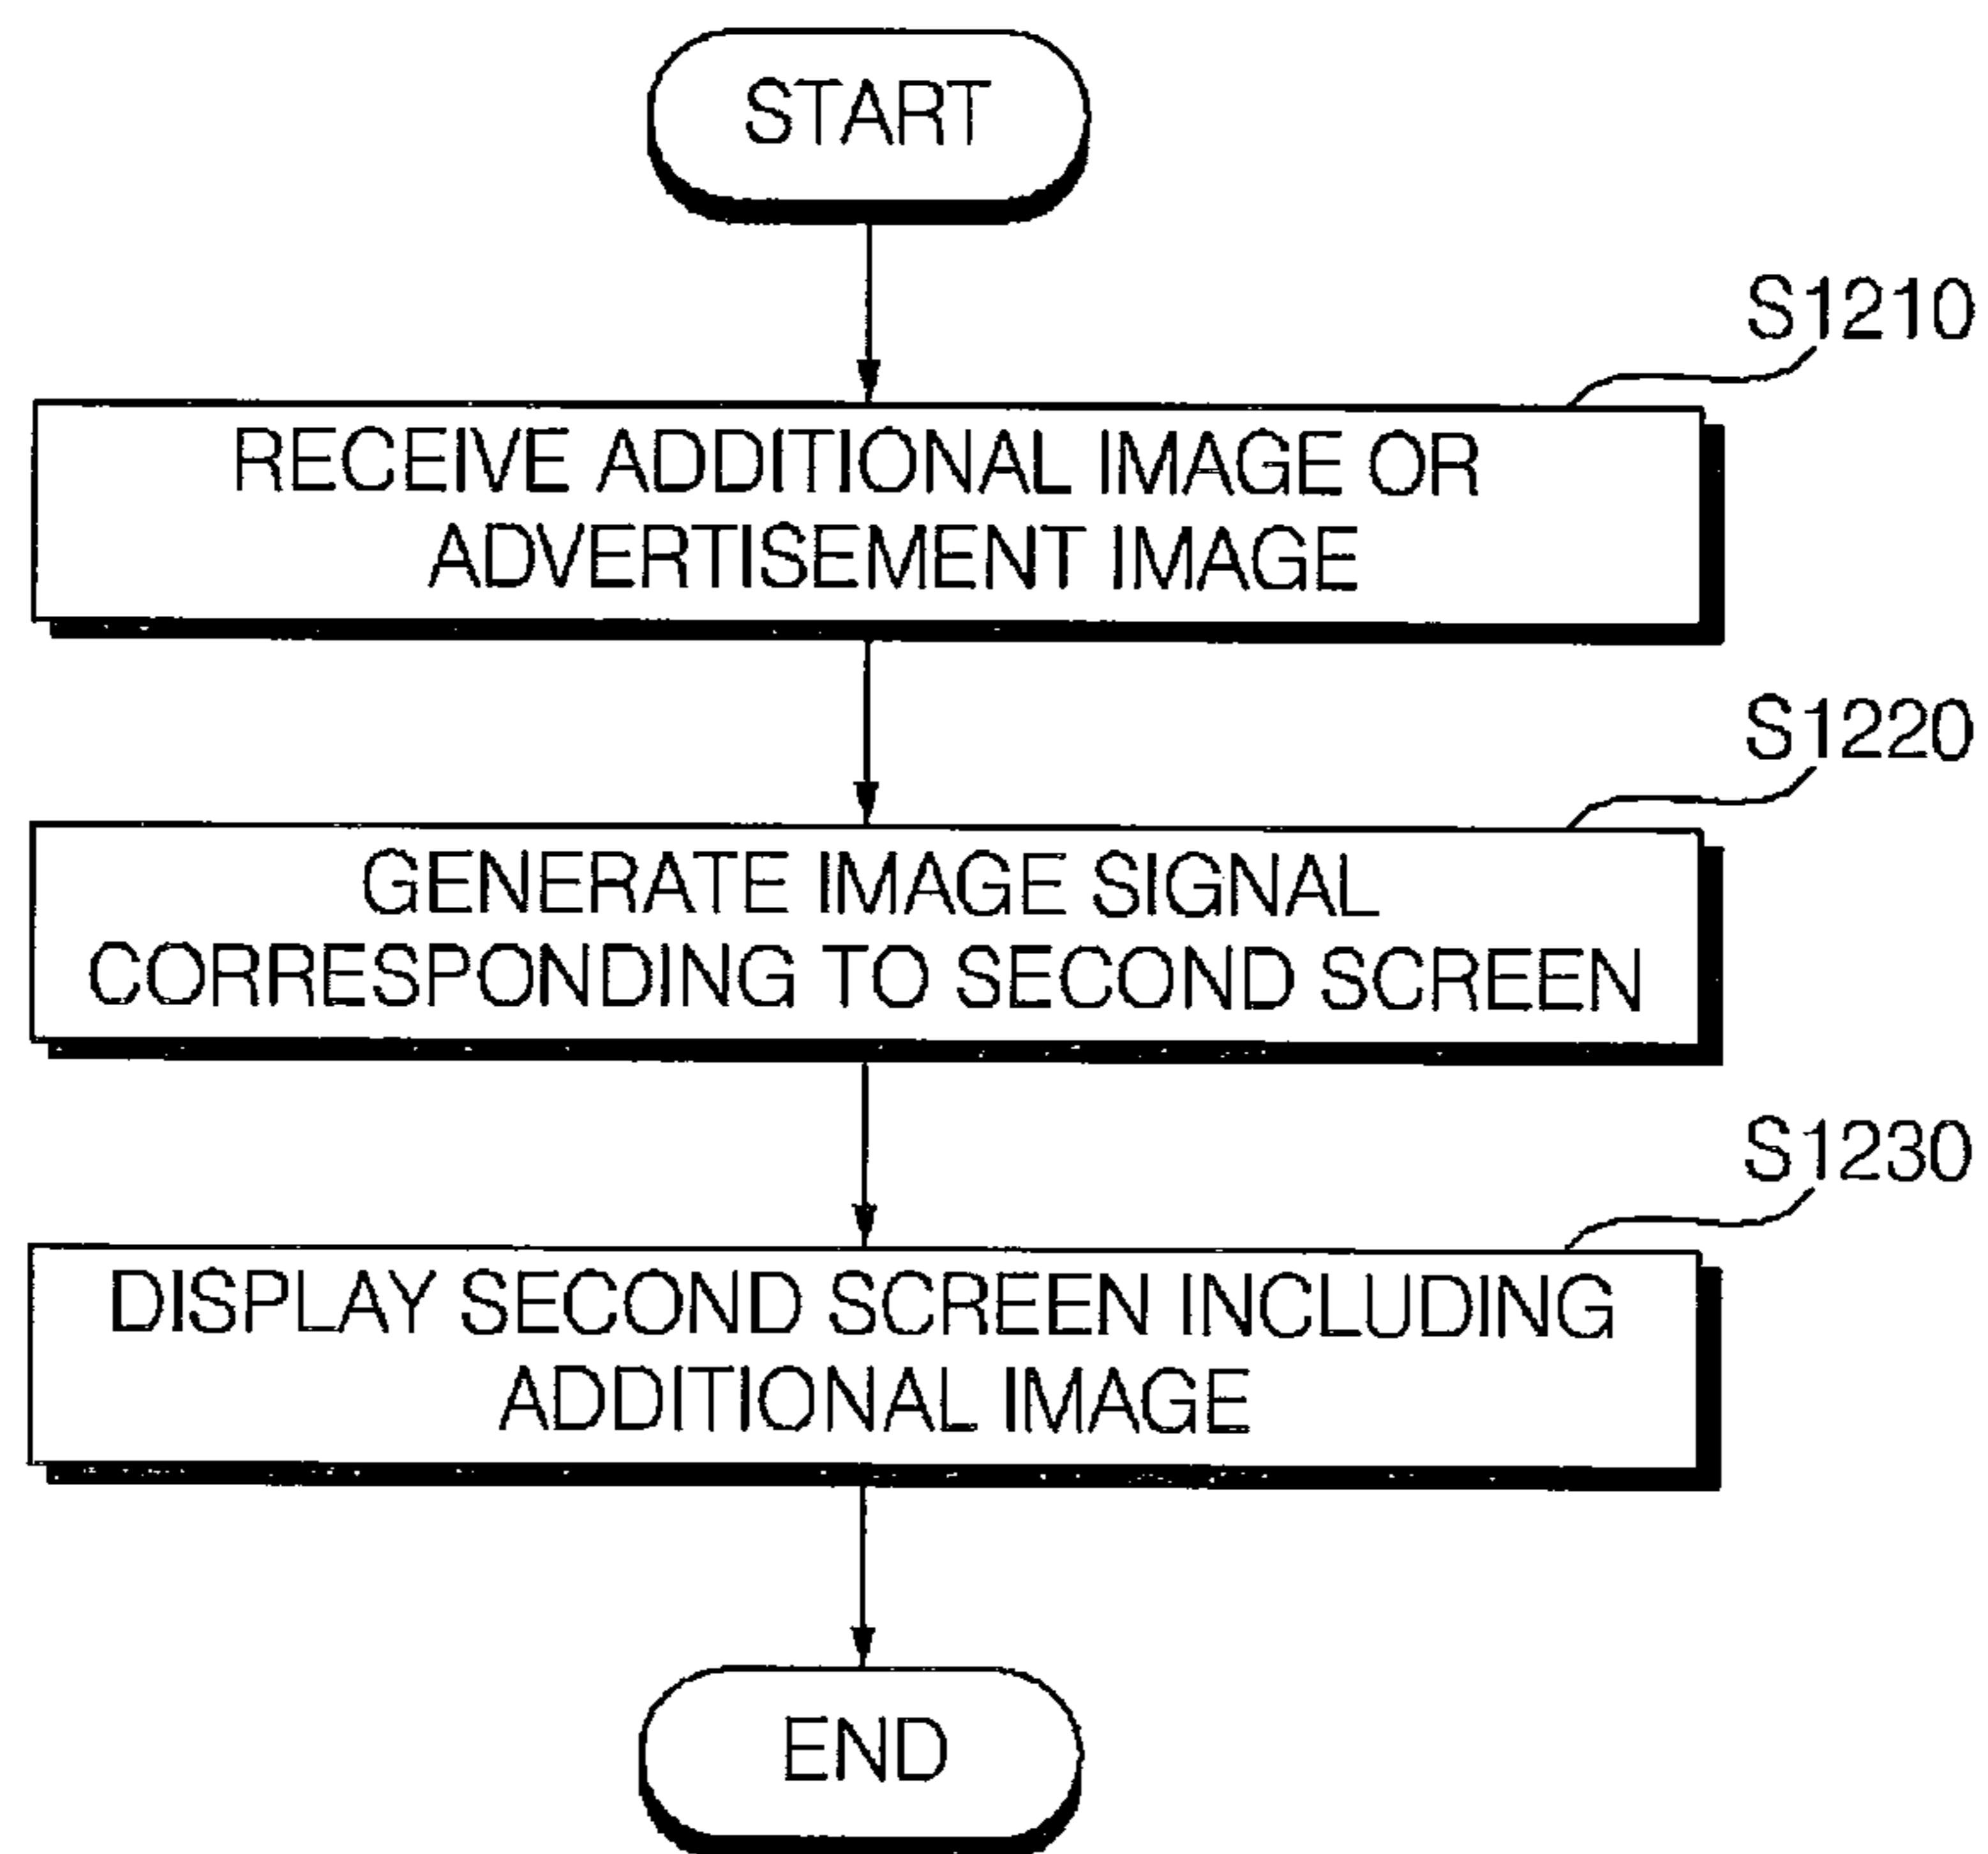 START
S1210
RECEIVE ADDITIONAL IMAGE OR
ADVERTISEMENT IMAGE
S1220
GENERATE IMAGE SIGNAL
CORRESPONDING TO SECOND SCREEN
S1230
DISPLAY SECOND SCREEN INCLUDING
ADDITIONAL IMAGE
END